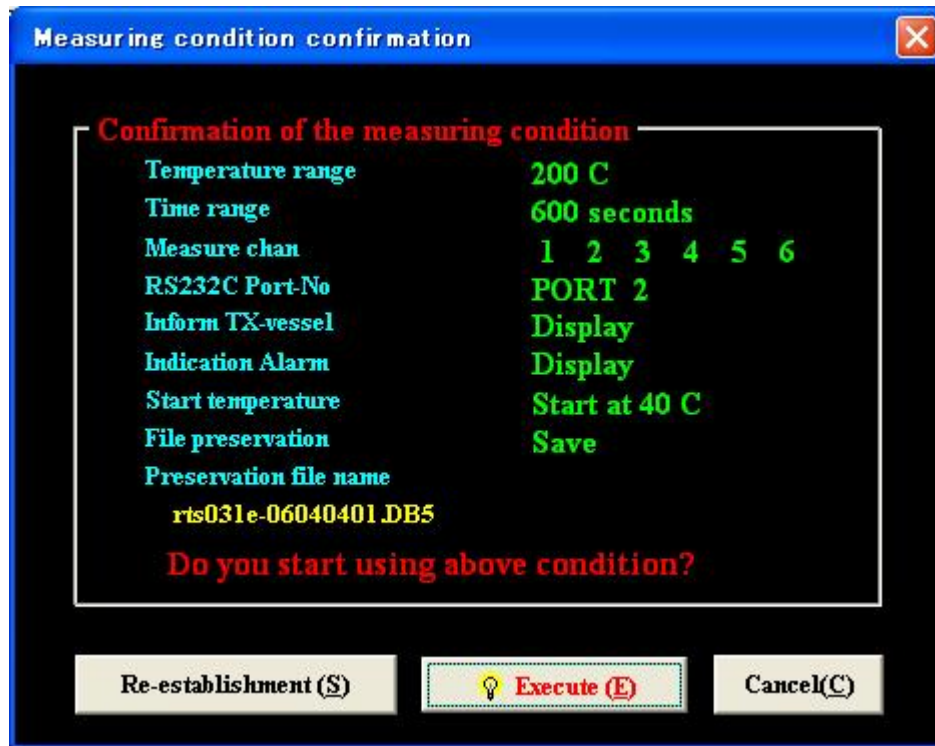 Measuring condition confirmation
Confirmation of the measuring condition
Temperature range 200 C
Time range 600 seconds
Measure chan 1 2 3 4 5 6
RS232C Port-No PORT 2
Inform TX-vessel Display
Indication Alarm Display
Start temperature Start at 40 C
File preservation Save
Preservation file name
rts031e-06040401.DB5
Do you start using above condition?
Re-establishment (S) Execute (E) Cancel(C)